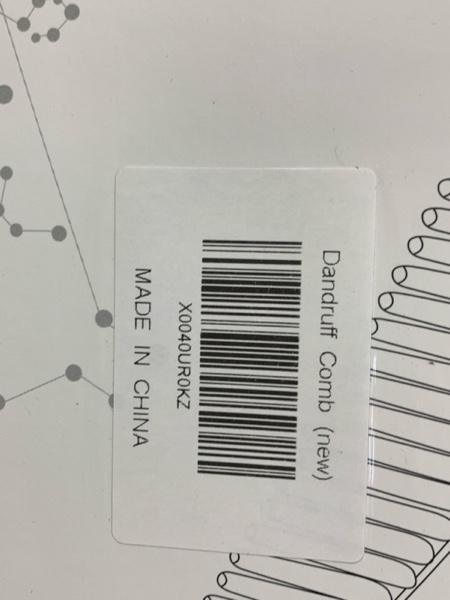 Dandruff Comb (new)
X0040UR0KZ
MADE IN CHINA